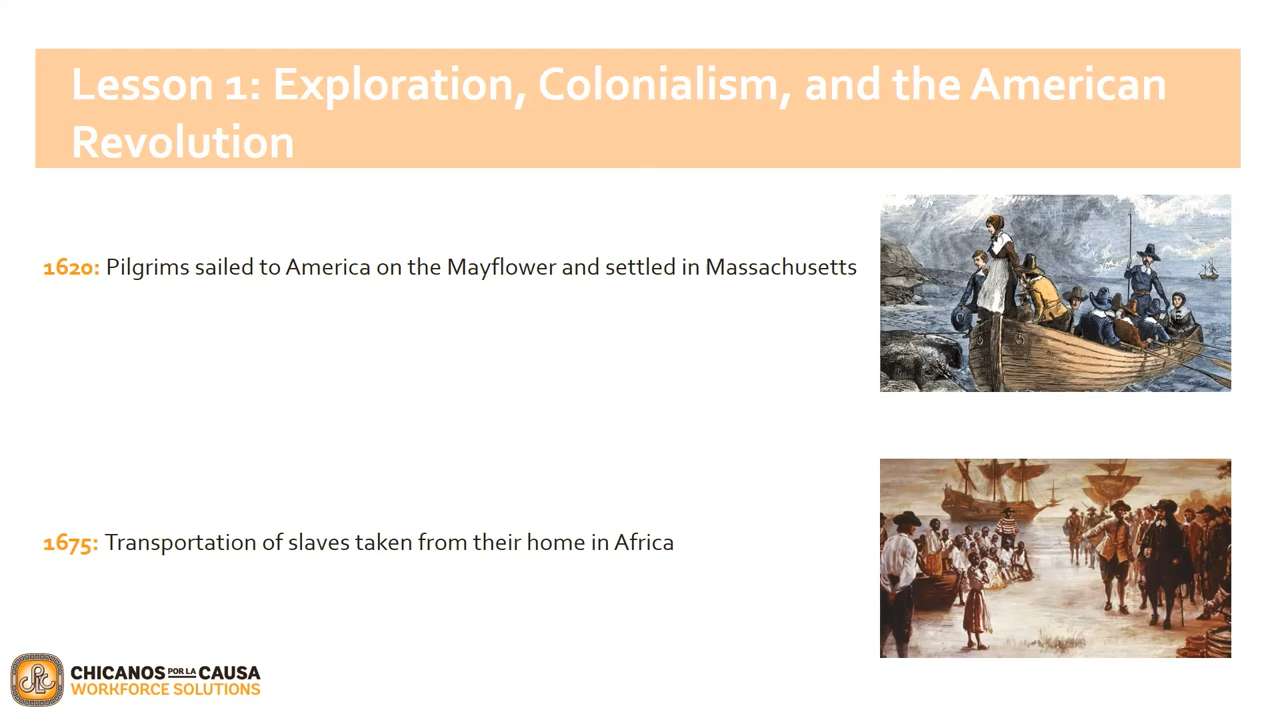 Lesson 1: Exploration, Colonialism, and the American
Revolution
1620: Pilgrims sailed to America on the Mayflower and settled in Massachusetts
1675: Transportation of slaves taken from their home in Africa
CHICANOS POR LA CAUSA
WORKFORCE SOLUTIONS